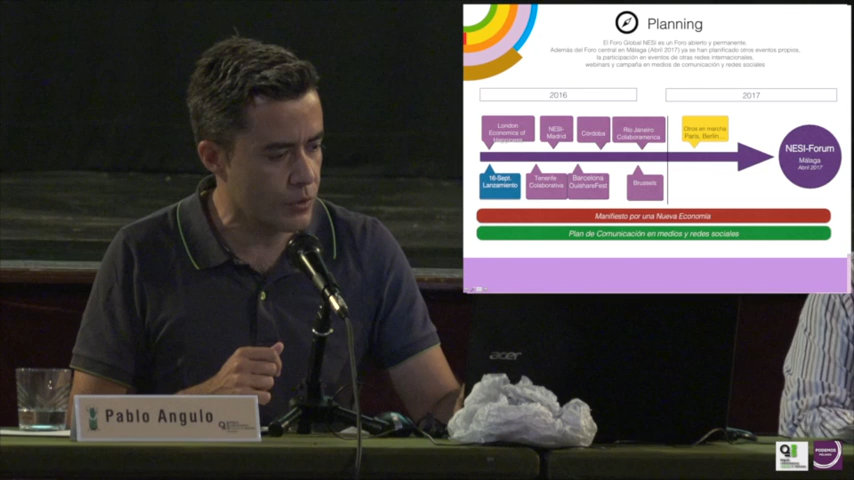 Planning
El Foro Global NESI es un Foro abierto y permanente.
Además del Foro central en Málaga (Abril 2017) ya se han planificado otros eventos propios,
la participación en eventos de otras redes internacionales,
webinars y campaña en medios de comunicación y redes sociales
2016
2017
London
Economics of
NESI-
Madrid
Córdoba
Rio Janeiro
Colaboramerica
Otros en marcha
Paris, Berlín...
NESI-Forum
Málaga
Abril 2017
16-Sept.
Lanzamiento
Tenerife
Colaborativa
Barcelona
OuishareFest
Brussels
Manifiesto por una Nueva Economía
Plan de Comunicación en medios y redes sociales
acer
Pablo Angulo
PODEMOS